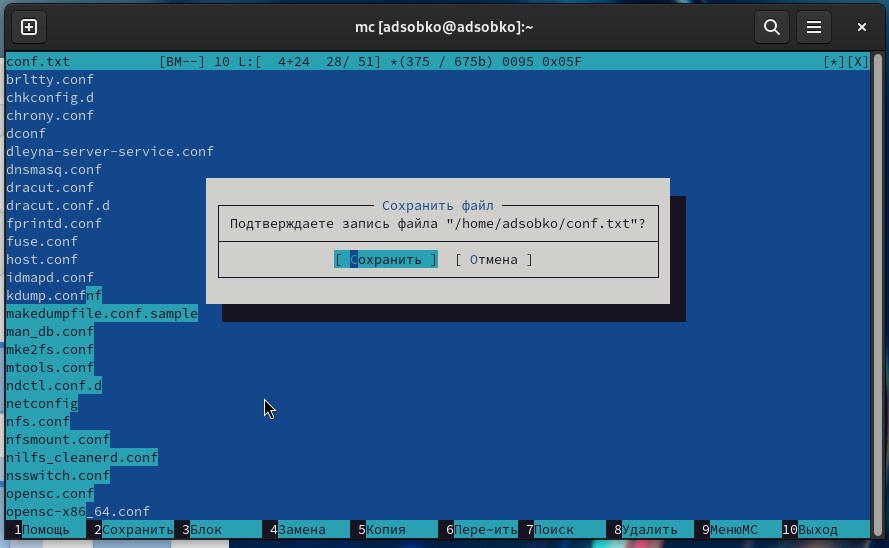 mc [adsobko@adsobko]:~
conf.txt [BM--] 10 L:[ 4+24 28/ 51] *(375 / 675b) 0095 0x05F [*][X]
brltty.conf
chkconfig.d
chrony.conf
dconf
dleyna-server-service.conf
dnsmasq.conf
dracut.conf
dracut.conf.d
fprintd.conf
fuse.conf
host.conf
idmapd.conf
kdump.confnf
makedumpfile.conf.sample
man_db.conf
mke2fs.conf
mtools.conf
ndctl.conf.d
netconfig
nfs.conf
nfsmount.conf
nilfs_cleanerd.conf
nsswitch.conf
opensc.conf
opensc-x86_64.conf
Сохранить файл
Подтверждаете запись файла "/home/adsobko/conf.txt"?
[ Сохранить ] [ Отмена ]
1Помощь 2Сохранить 3Блок 4Замена 5Копия 6Пере~ить 7Поиск 8Удалить 9МенюMC 10Выход